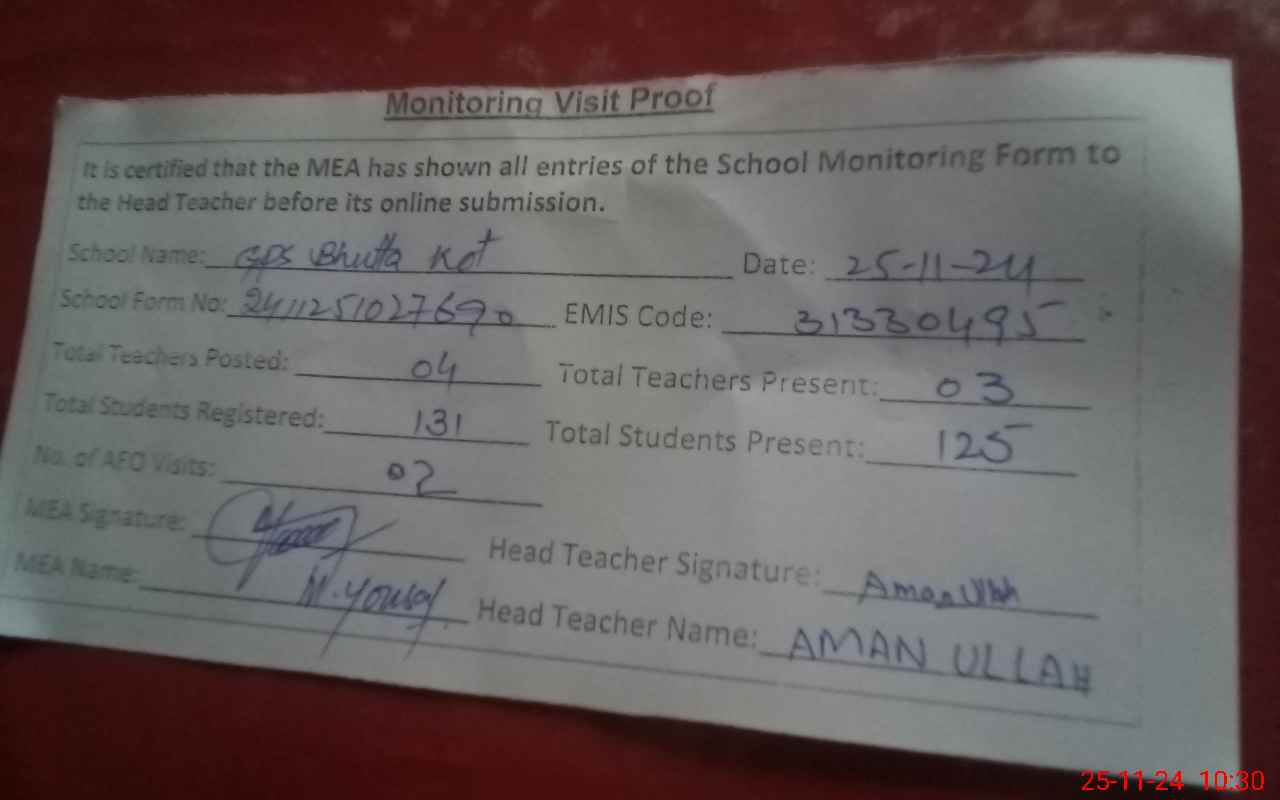 Monitoring Visit Proof
It is certified that the MEA has shown all entries of the School Monitoring Form to
the Head Teacher before its online submission.
School Name: GPS Bhutta Kot Date: 25-11-24
School Form No: 2411251027690 EMIS Code: 31330495
Total Teachers Posted: 04 Total Teachers Present: 03
Total Students Registered: 131 Total Students Present: 125
No. of AEO Visits: 02
MEA Signature: Head Teacher Signature: Aman Ullah
MEA Name: M. Yousaf Head Teacher Name: AMAN ULLAH
25-11-24 10:30